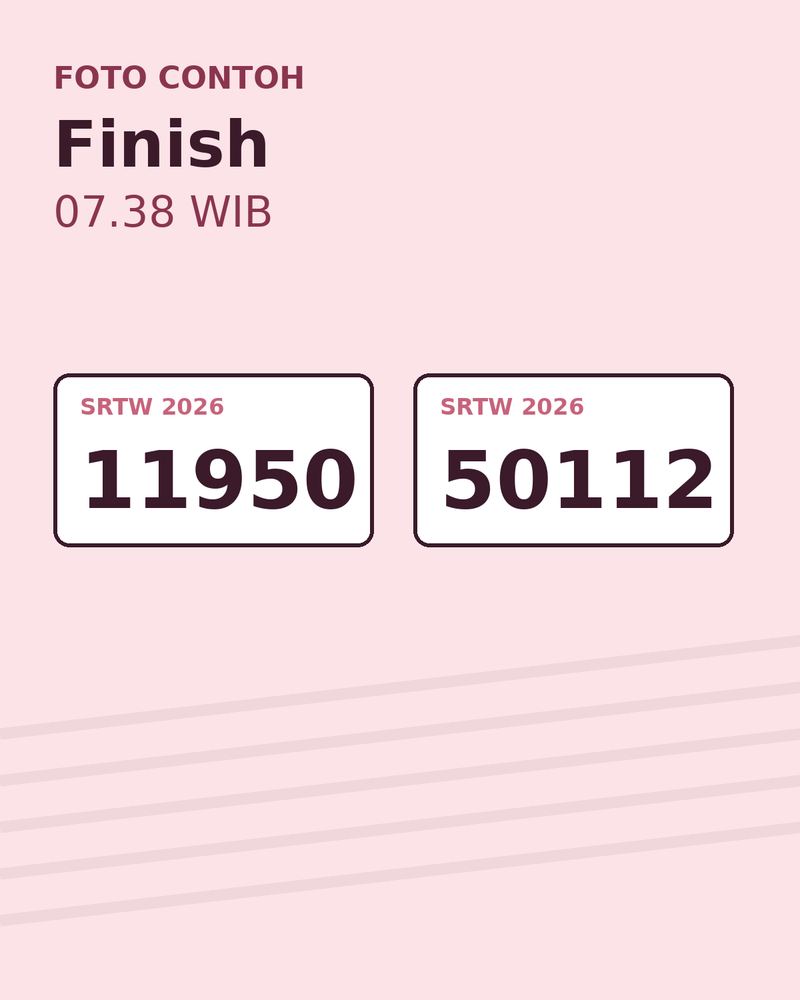 FOTO CONTOH
Finish
07.38 WIB
SRTW 2026
11950
SRTW 2026
50112